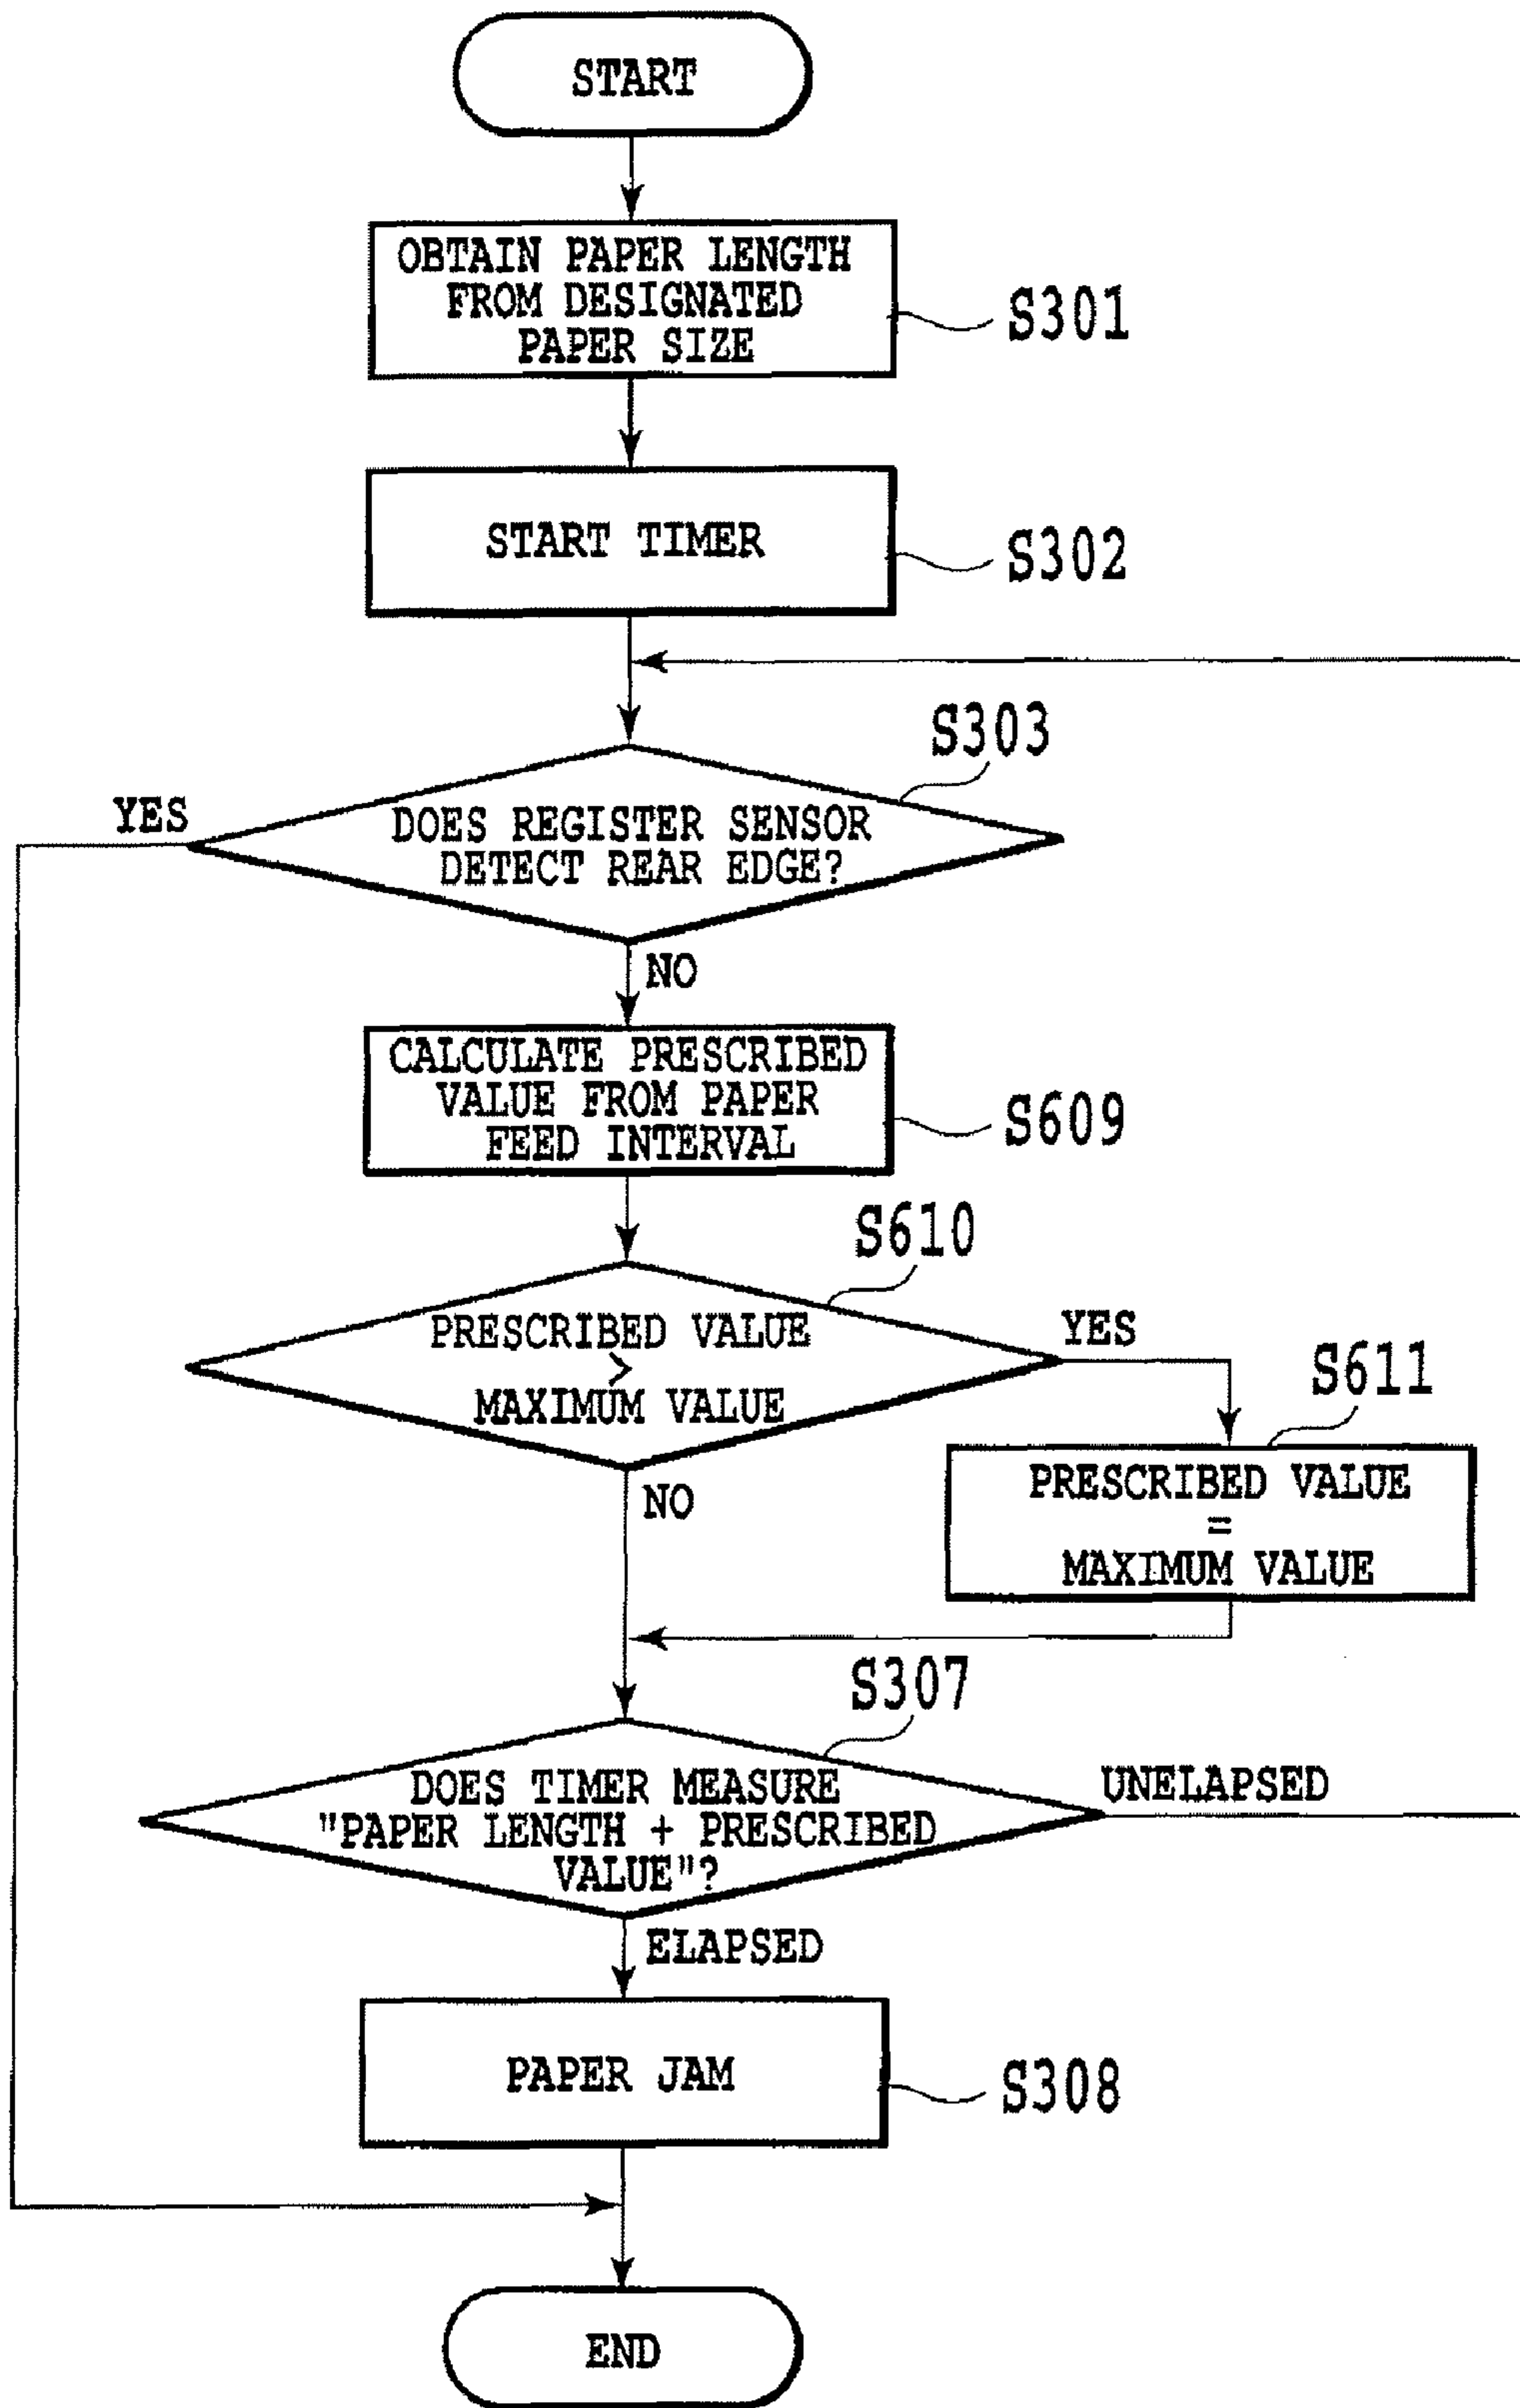 START
OBTAIN PAPER LENGTH
FROM DESIGNATED
PAPER SIZE
S301
START TIMER
S302
S303
YES
DOES REGISTER SENSOR
DETECT REAR EDGE?
NO
CALCULATE PRESCRIBED
VALUE FROM PAPER
FEED INTERVAL
S609
S610
PRESCRIBED VALUE
>
MAXIMUM VALUE
YES
S611
PRESCRIBED VALUE
=
MAXIMUM VALUE
NO
S307
DOES TIMER MEASURE
"PAPER LENGTH + PRESCRIBED
VALUE"?
UNELAPSED
ELAPSED
PAPER JAM
S308
END